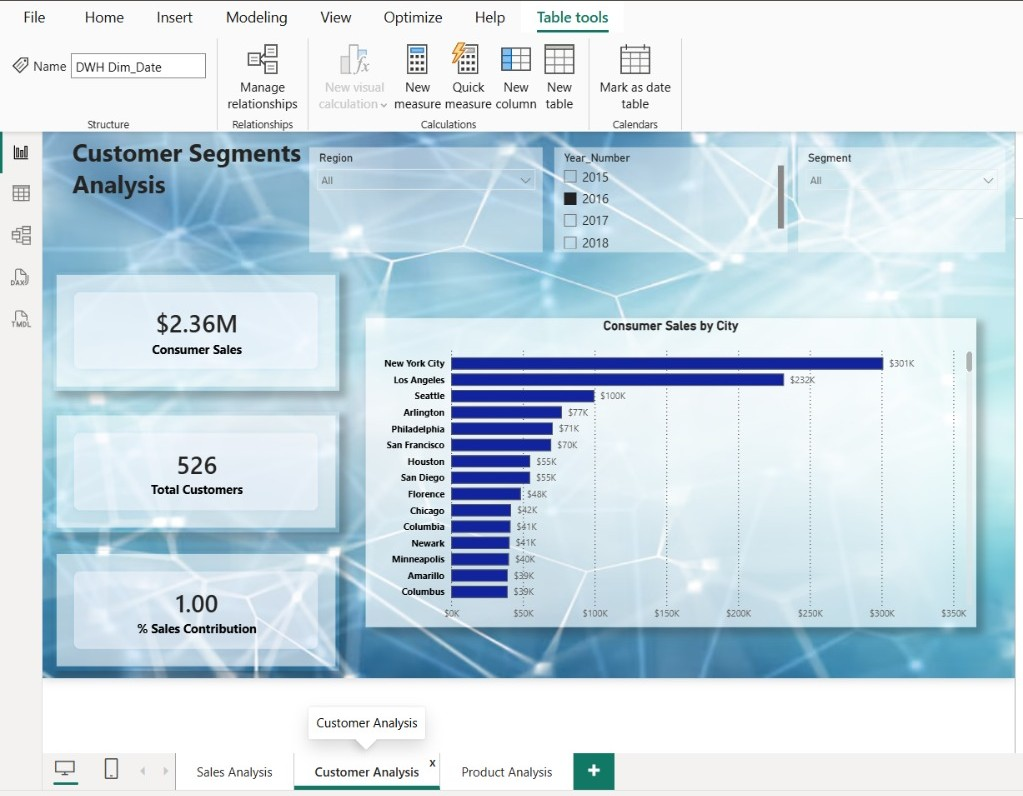 File Home Insert Modeling View Optimize Help Table tools
Name DWH Dim_Date
Manage relationships
New visual calculation
New measure
Quick measure
New column
New table
Mark as date table
Structure Relationships Calculations Calendars
Customer Segments
Analysis
Region
All
Year_Number
2015
2016
2017
2018
Segment
All
DAX
TMDL
$2.36M
Consumer Sales
526
Total Customers
1.00
% Sales Contribution
Consumer Sales by City
New York City $301K
Los Angeles $232K
Seattle $100K
Arlington $77K
Philadelphia $71K
San Francisco $70K
Houston $55K
San Diego $55K
Florence $48K
Chicago $42K
Columbia $41K
Newark $41K
Minneapolis $40K
Amarillo $39K
Columbus $39K
$0K $50K $100K $150K $200K $250K $300K $350K
Customer Analysis
Sales Analysis Customer Analysis x Product Analysis +